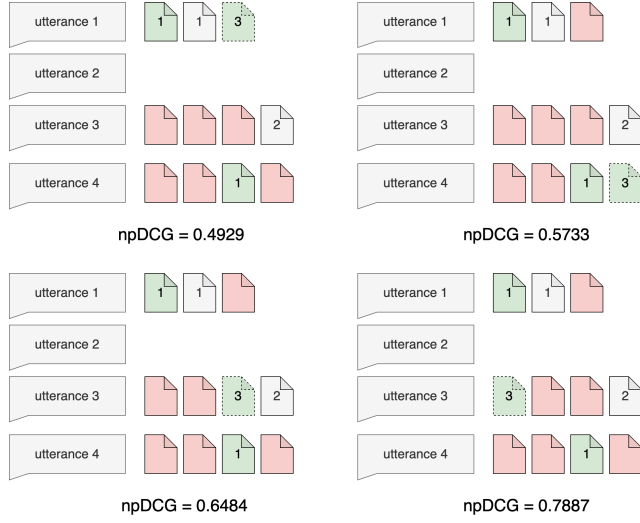 utterance 1 1 1 3
utterance 2
utterance 3 2
utterance 4 1
npDCG = 0.4929
utterance 1 1 1
utterance 2
utterance 3 2
utterance 4 1 3
npDCG = 0.5733
utterance 1 1 1
utterance 2
utterance 3 3 2
utterance 4 1
npDCG = 0.6484
utterance 1 1 1
utterance 2
utterance 3 3 2
utterance 4 1
npDCG = 0.7887